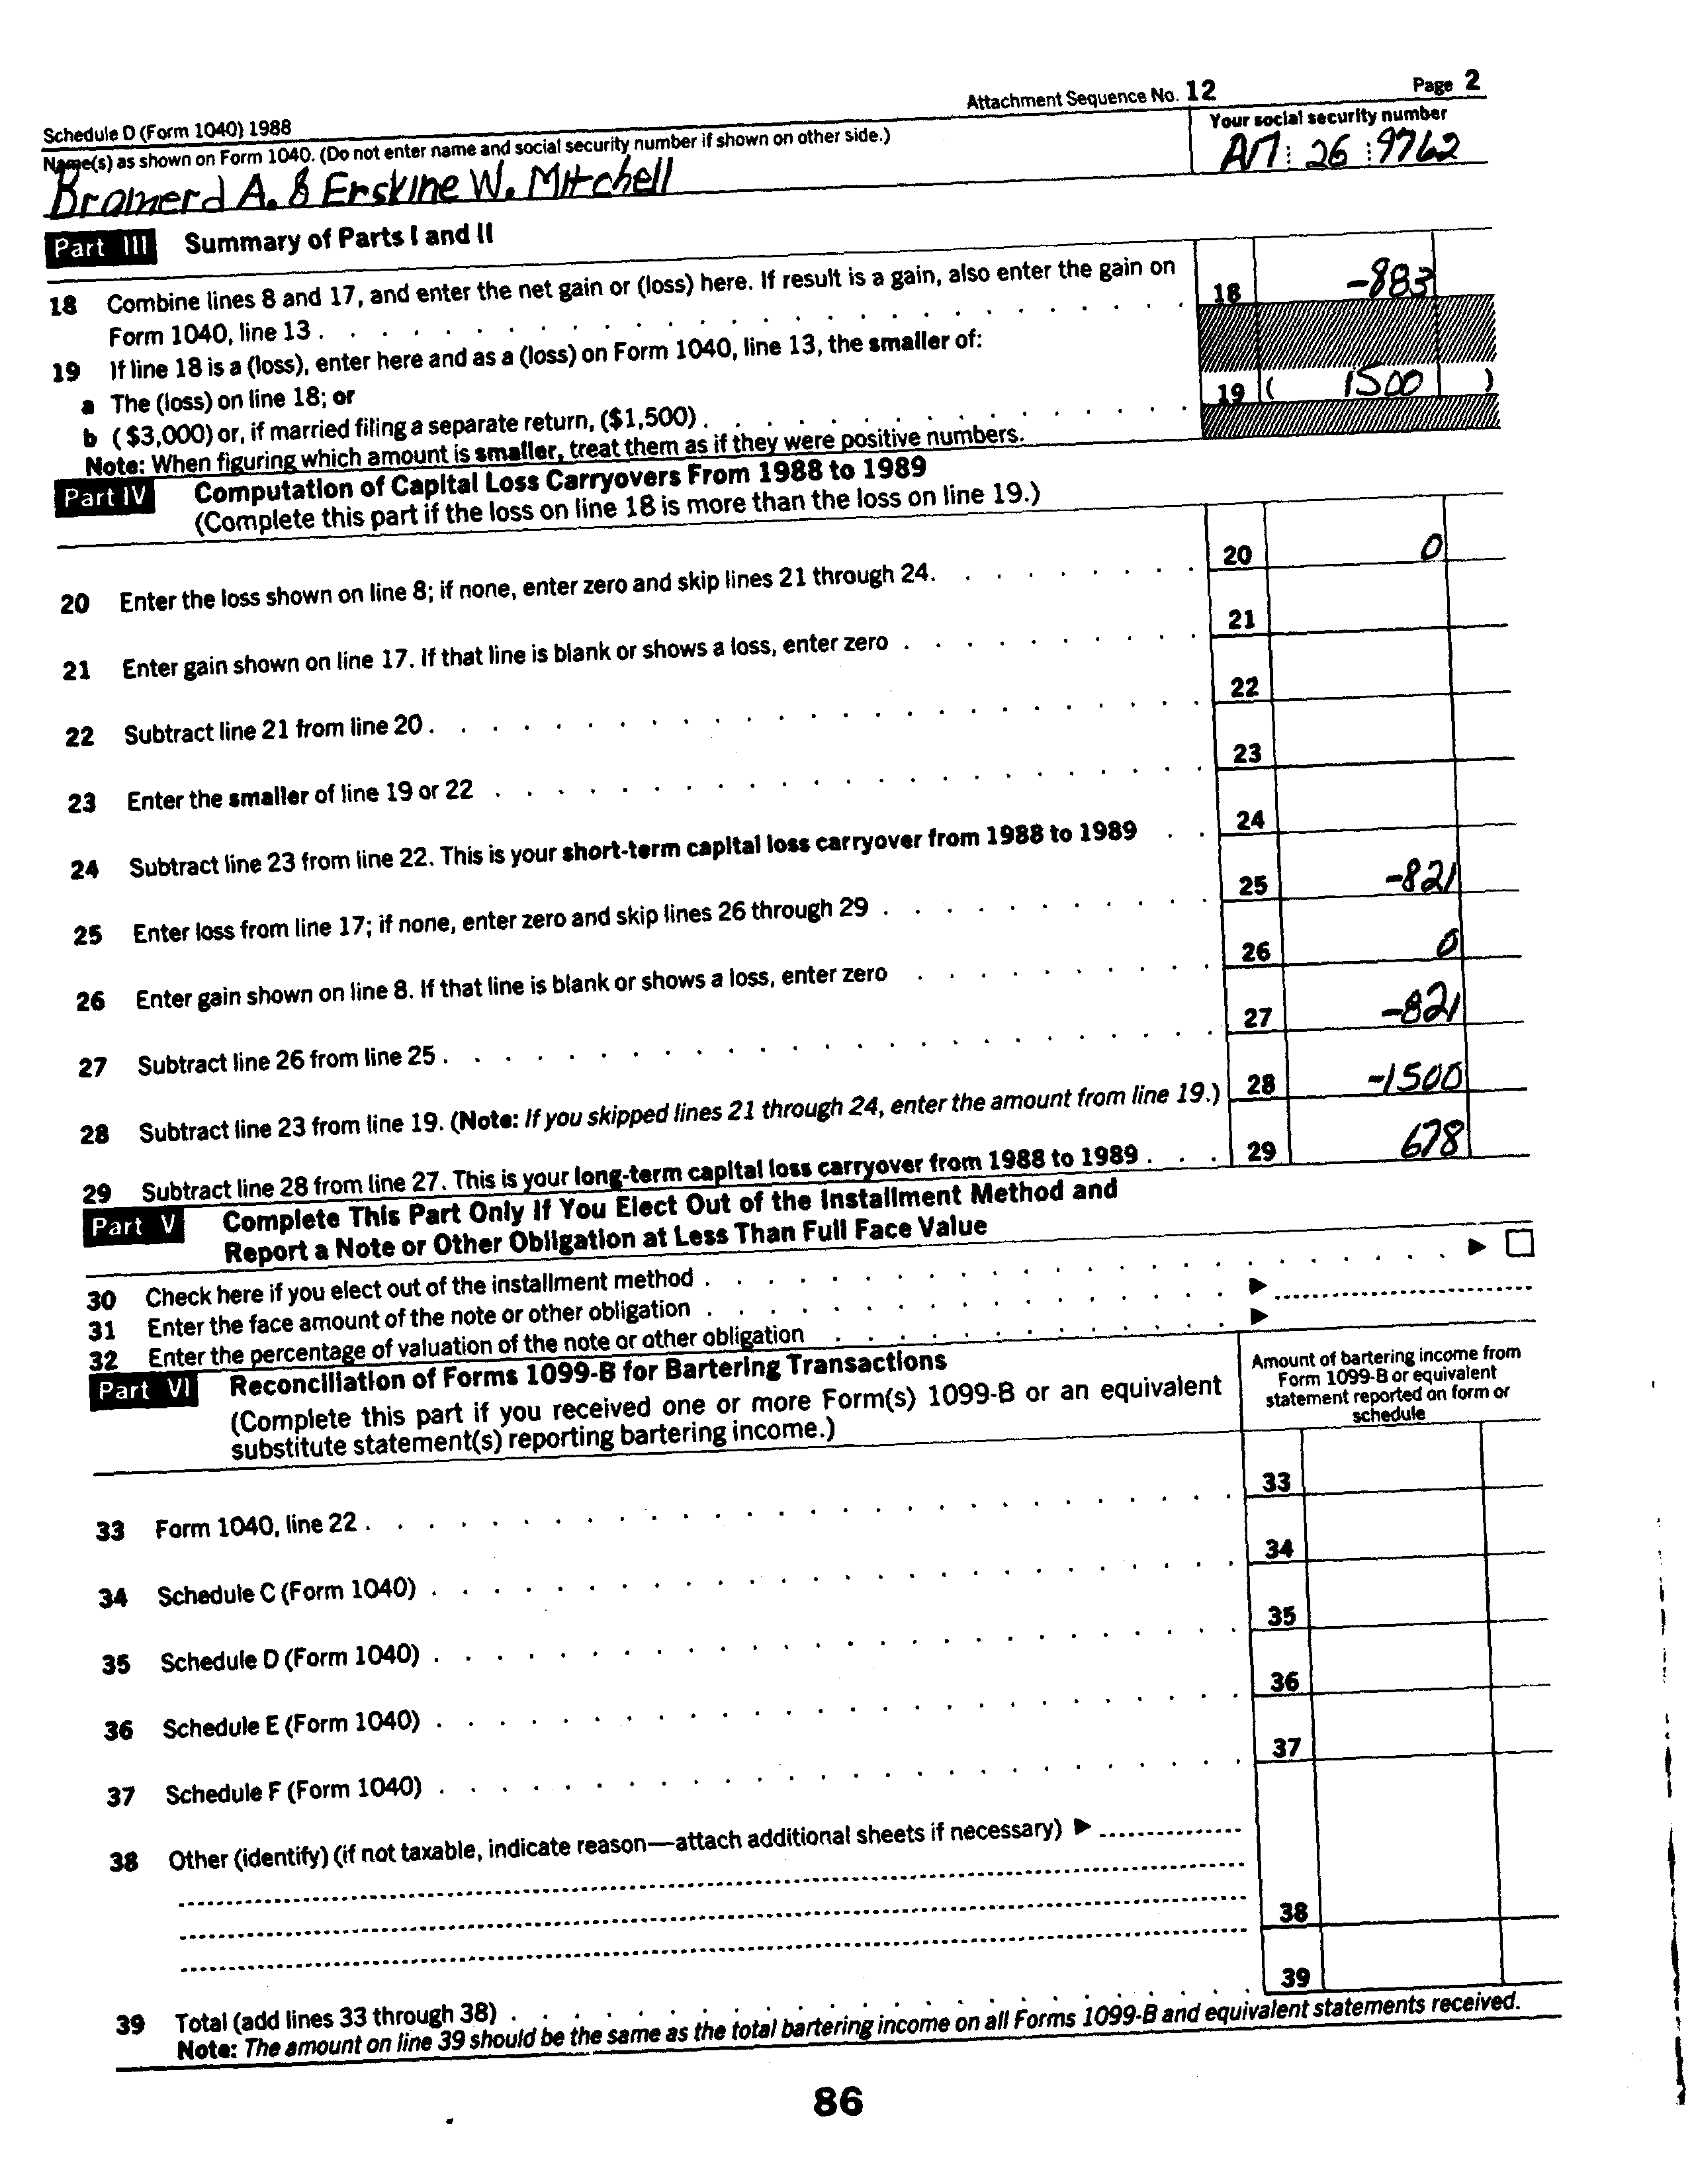 Attachment Sequence No. 12
Page 2
Schedule D (Form 1040) 1988
Name(s) as shown on Form 1040. (Do not enter name and social security number if shown on other side.)
Your social security number
26 9762
A. & Erskine W. Mitchell
Part III Summary of Parts I and II
18 Combine lines 8 and 17, and enter the net gain or (loss) here. If result is a gain, also enter the gain on
Form 1040, line 13 . . . . 18 -883
19 If line 18 is a (loss), enter here and as a (loss) on Form 1040, line 13, the smaller of:
a The (loss) on line 18; or
b ($3,000) or, if married filing a separate return, ($1,500) . . . . 19 ( 1500 )
Note: When figuring which amount is smaller, treat them as if they were positive numbers.
Part IV Computation of Capital Loss Carryovers From 1988 to 1989
(Complete this part if the loss on line 18 is more than the loss on line 19.)
20 Enter the loss shown on line 8; if none, enter zero and skip lines 21 through 24. . . . 20 0
21 Enter gain shown on line 17. If that line is blank or shows a loss, enter zero . . . . 21
22 Subtract line 21 from line 20 . . . . 22
23 Enter the smaller of line 19 or 22 . . . . 23
24 Subtract line 23 from line 22. This is your short-term capital loss carryover from 1988 to 1989 . . 24
25 Enter loss from line 17; if none, enter zero and skip lines 26 through 29 . . . . 25 -821
26 Enter gain shown on line 8. If that line is blank or shows a loss, enter zero . . . . 26 0
27 Subtract line 26 from line 25 . . . . 27 -821
28 Subtract line 23 from line 19. (Note: If you skipped lines 21 through 24, enter the amount from line 19.) 28 -1500
29 Subtract line 28 from line 27. This is your long-term capital loss carryover from 1988 to 1989 . . . 29 678
Part V Complete This Part Only If You Elect Out of the Installment Method and
Report a Note or Other Obligation at Less Than Full Face Value
30 Check here if you elect out of the installment method . . . . ▶ ☐
31 Enter the face amount of the note or other obligation . . . . ▶
32 Enter the percentage of valuation of the note or other obligation . . . . ▶
Part VI Reconciliation of Forms 1099-B for Bartering Transactions
(Complete this part if you received one or more Form(s) 1099-B or an equivalent
substitute statement(s) reporting bartering income.)
Amount of bartering income from
Form 1099-B or equivalent
statement reported on form or
schedule
33 Form 1040, line 22 . . . . 33
34 Schedule C (Form 1040) . . . . 34
35 Schedule D (Form 1040) . . . . 35
36 Schedule E (Form 1040) . . . . 36
37 Schedule F (Form 1040) . . . . 37
38 Other (identify) (if not taxable, indicate reason—attach additional sheets if necessary) ▶
38
39 Total (add lines 33 through 38) . . . . 39
Note: The amount on line 39 should be the same as the total bartering income on all Forms 1099-B and equivalent statements received.
86